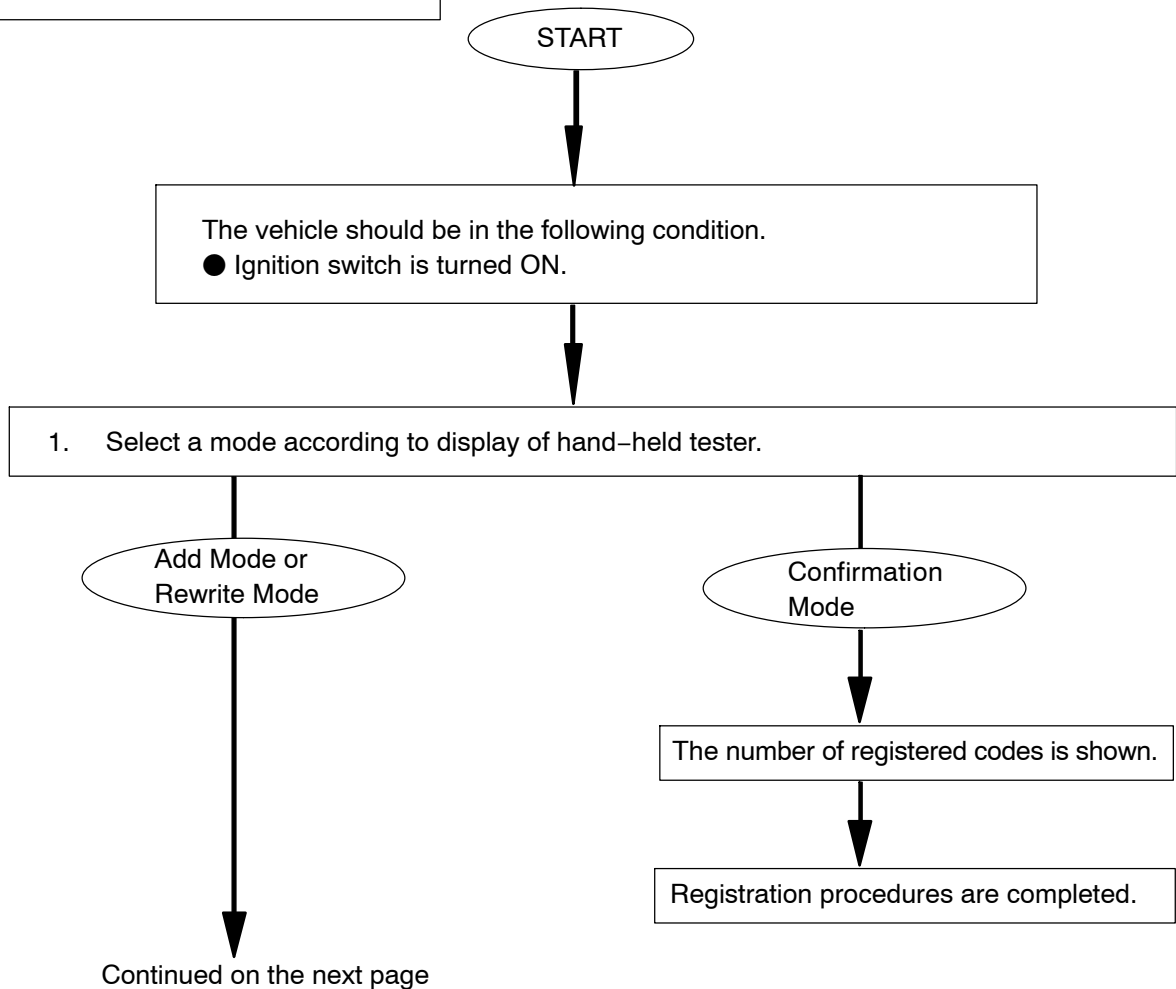 START
The vehicle should be in the following condition.
● Ignition switch is turned ON.
1. Select a mode according to display of hand−held tester.
Add Mode or
Rewrite Mode
Confirmation
Mode
The number of registered codes is shown.
Registration procedures are completed.
Continued on the next page